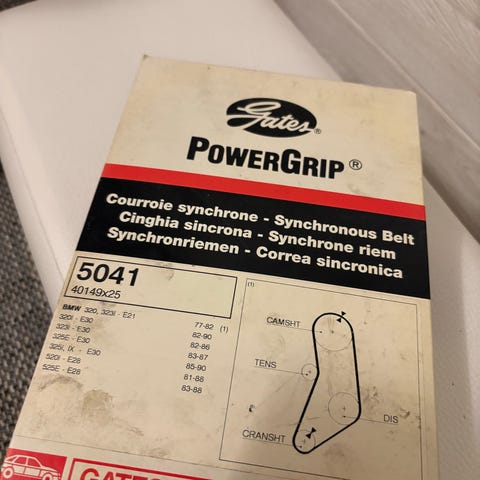 Gates®
PowerGrip®
Courroie synchrone - Synchronous Belt
Cinghia sincrona - Synchrone riem
Synchronriemen - Correa sincronica
5041
40149x25
BMW 320, 323I - E21 77-82 (1)
320I - E30 82-90
323I - E30 82-86
325E - E30 83-87
325I, IX - E30 85-90
520I - E28 81-88
525E - E28 83-88
(1)
CAMSHT
TENS
DIS
CRANSHT